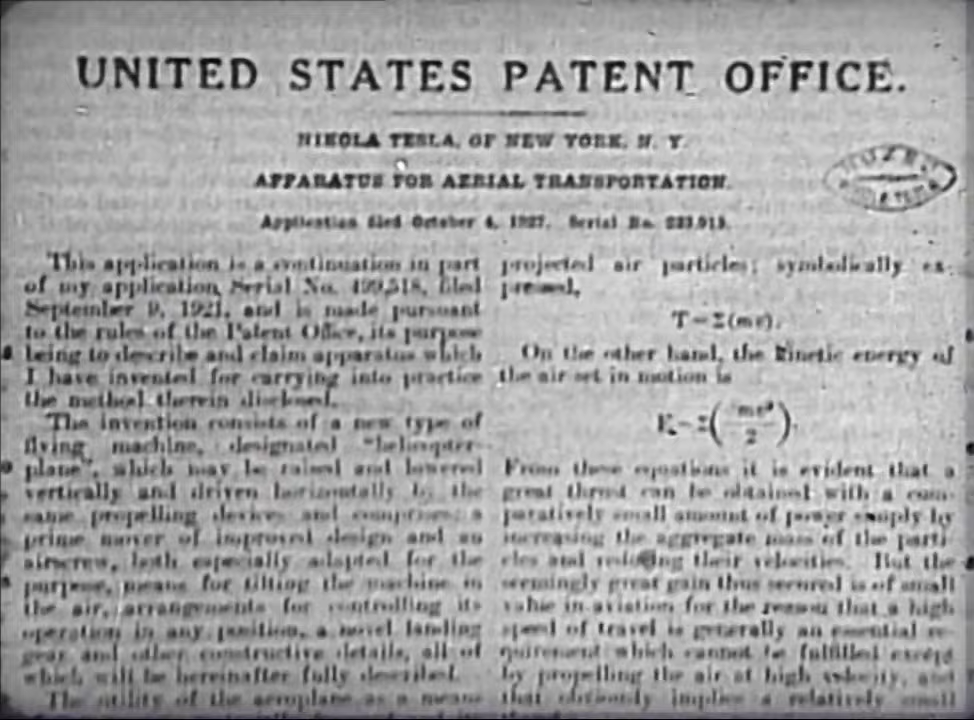 UNITED STATES PATENT OFFICE.
NIKOLA TESLA, OF NEW YORK, N. Y.
APPARATUS FOR AERIAL TRANSPORTATION.
Application filed October 4, 1927. Serial No.
This application is a continuation in part
of my application, Serial No. 499,518, filed
September 9, 1921, and is made pursuant
to the rules of the Patent Office, its purpose
being to describe and claim apparatus which
I have invented for carrying into practice
the method therein disclosed.
The invention consists of a new type of
flying machine, designated "helicopter-
plane", which may be raised and lowered
vertically and driven horizontally by the
same propelling devices and comprises: a
prime mover of improved design and an
airscrew, both especially adapted for the
purpose, means for tilting the machine in
the air, arrangements for controlling its
operation in any position, a novel landing
gear and other constructive details, all of
which will be hereinafter fully described.
The utility of the aeroplane as a means
projected air particles; symbolically ex-
pressed,
T=Σ(mv).
On the other hand, the kinetic energy of
the air set in motion is
E=Σ(mv²/2).
From these equations it is evident that a
great thrust can be obtained with a com-
paratively small amount of power simply by
increasing the aggregate mass of the parti-
cles and reducing their velocities. But the
seemingly great gain thus secured is of small
value in aviation for the reason that a high
speed of travel is generally an essential re-
quirement which cannot be fulfilled except
by propelling the air at high velocity, and
that obviously implies a relatively small